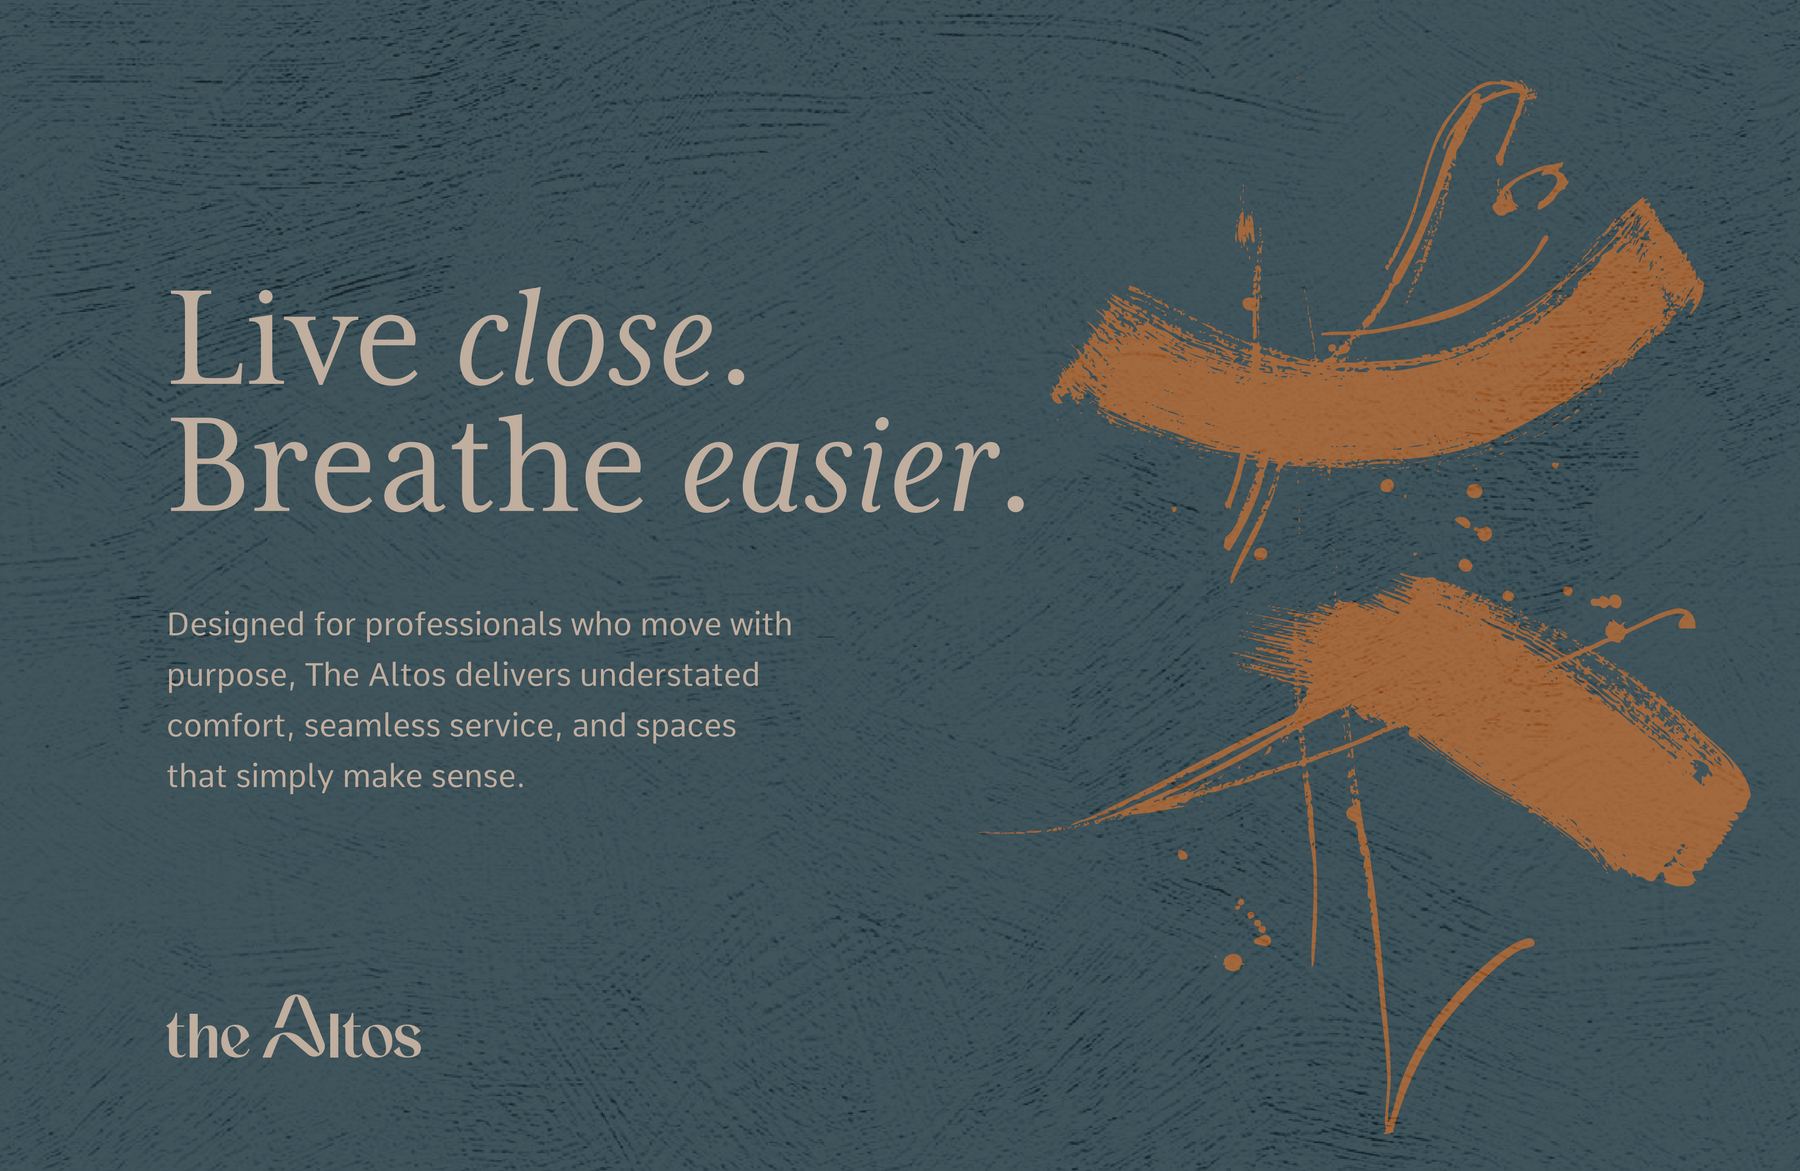 Live close.
Breathe easier.
Designed for professionals who move with
purpose, The Altos delivers understated
comfort, seamless service, and spaces
that simply make sense.
the Altos